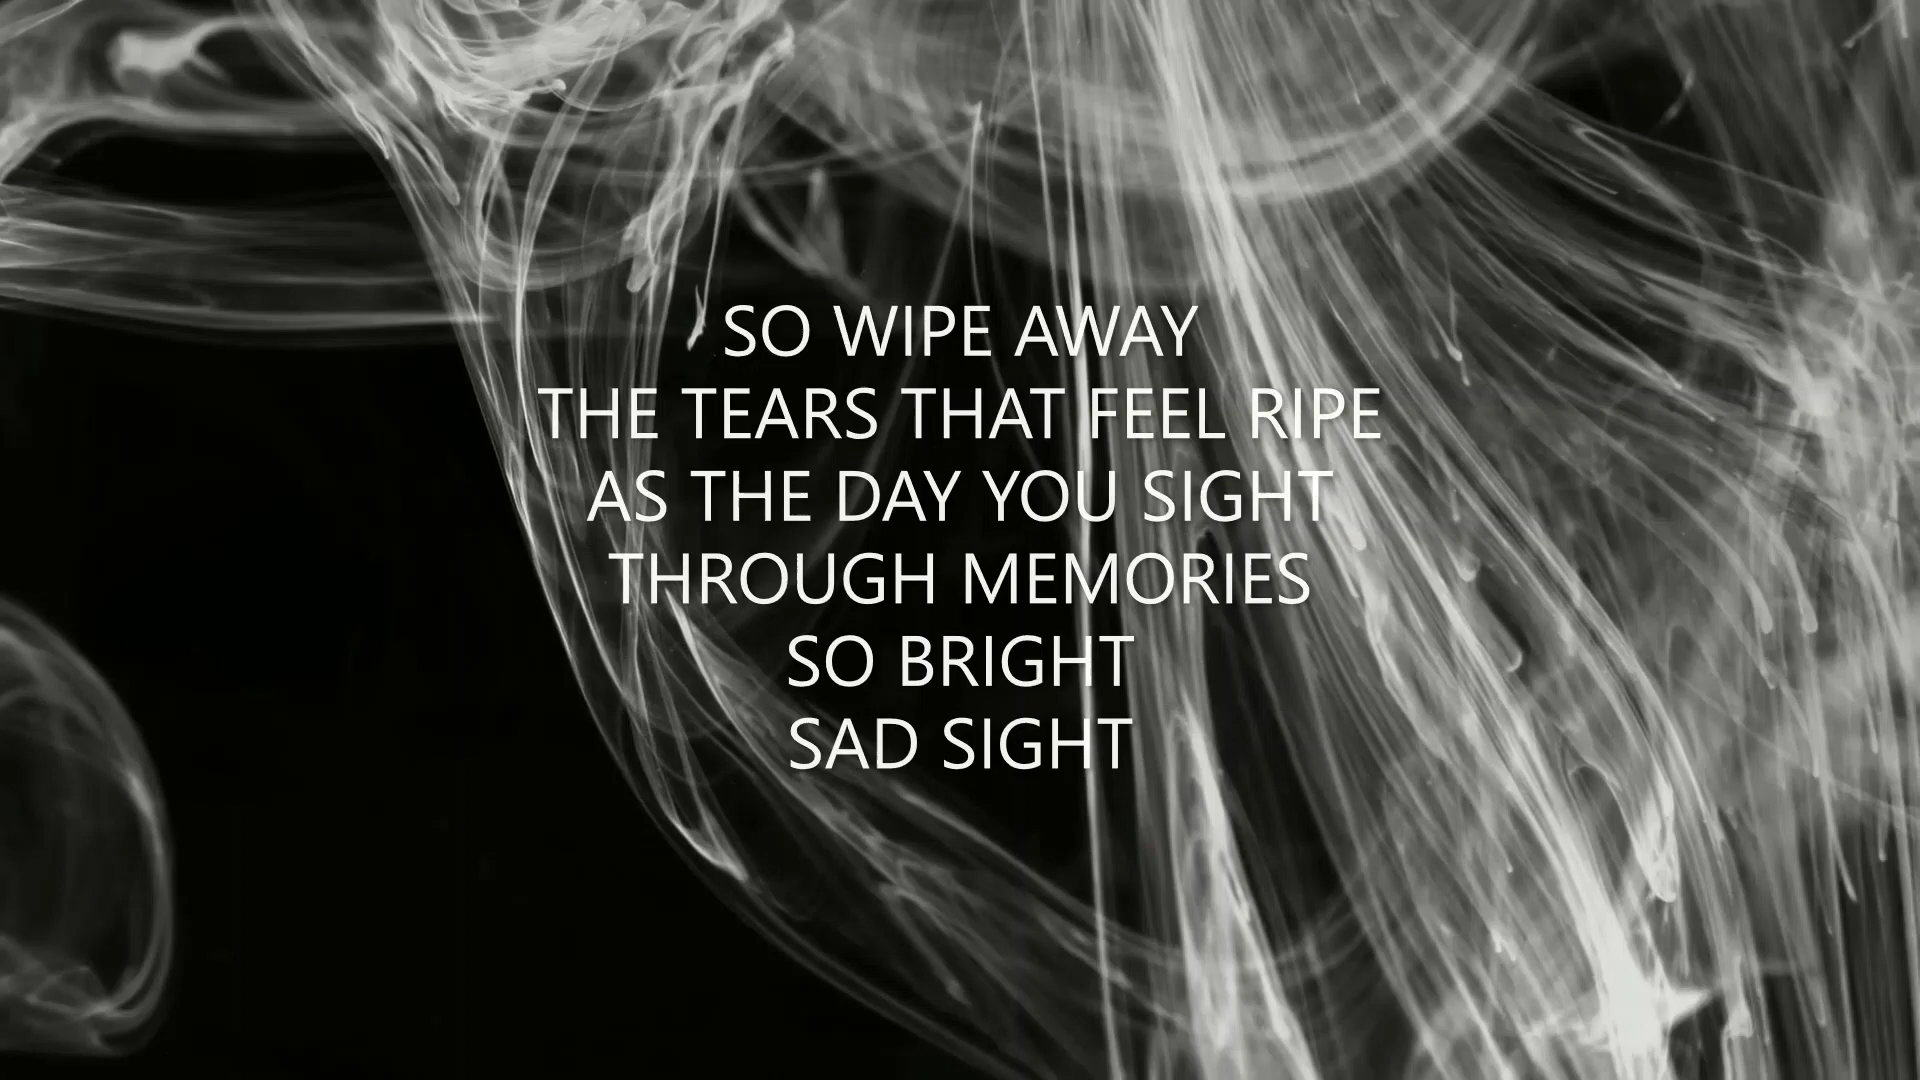 SO WIPE AWAY
THE TEARS THAT FEEL RIPE
AS THE DAY YOU SIGHT
THROUGH MEMORIES
SO BRIGHT
SAD SIGHT